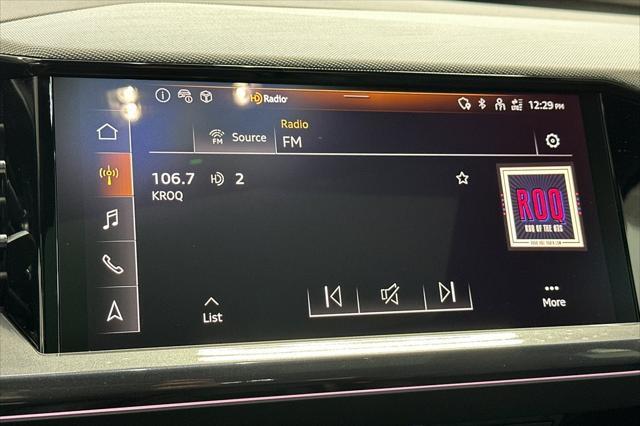 HD Radio
12:29 PM
FM
Source
Radio
FM
106.7 HD 2
KROQ
ROQ
ROQ OF THE 80S
List
More